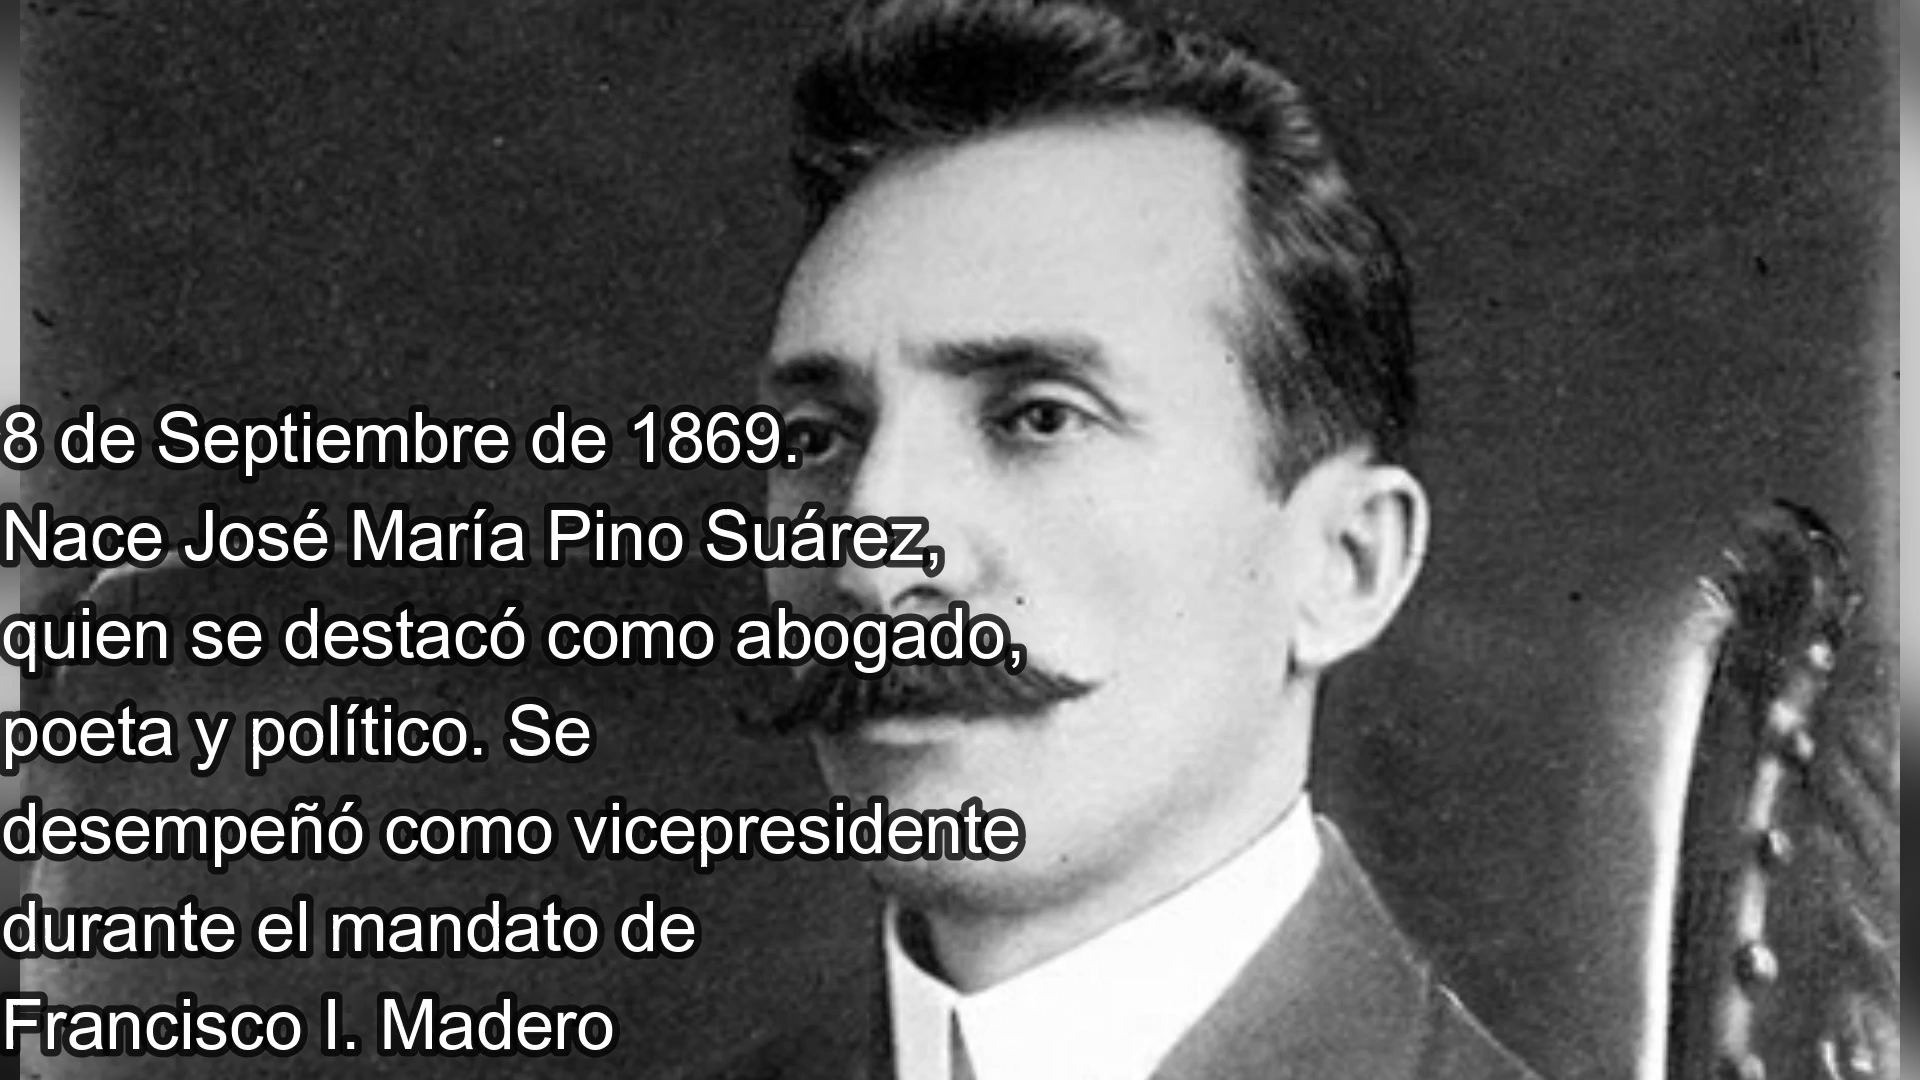 8 de Septiembre de 1869.
Nace José María Pino Suárez,
quien se destacó como abogado,
poeta y político. Se
desempeñó como vicepresidente
durante el mandato de
Francisco I. Madero